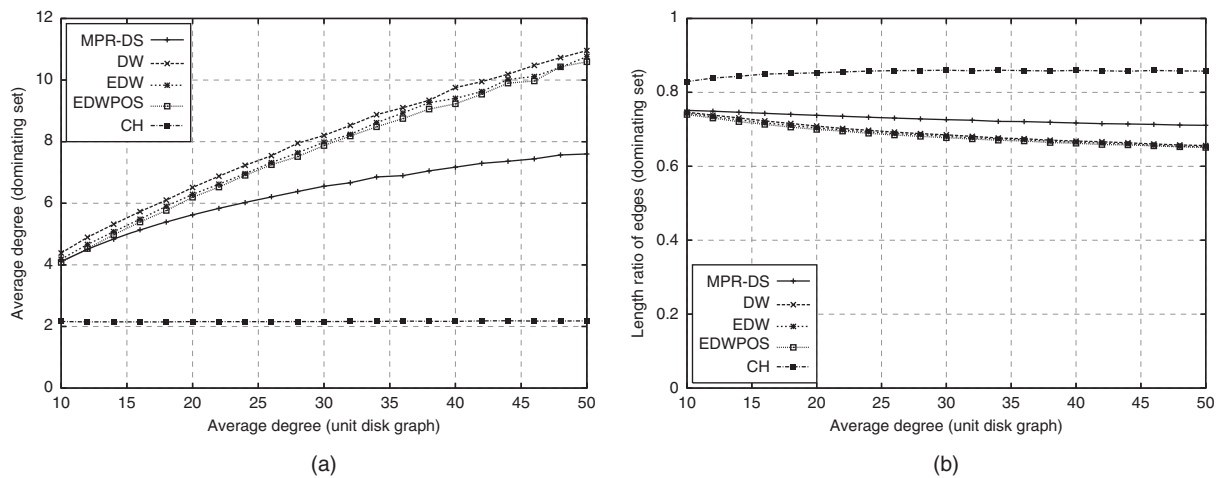 12
10
8
6
4
2
0
Average degree (dominating set)
MPR-DS
DW
EDW
EDWPOS
CH
10 15 20 25 30 35 40 45 50
Average degree (unit disk graph)
(a)
1
0.8
0.6
0.4
0.2
0
Length ratio of edges (dominating set)
MPR-DS
DW
EDW
EDWPOS
CH
10 15 20 25 30 35 40 45 50
Average degree (unit disk graph)
(b)